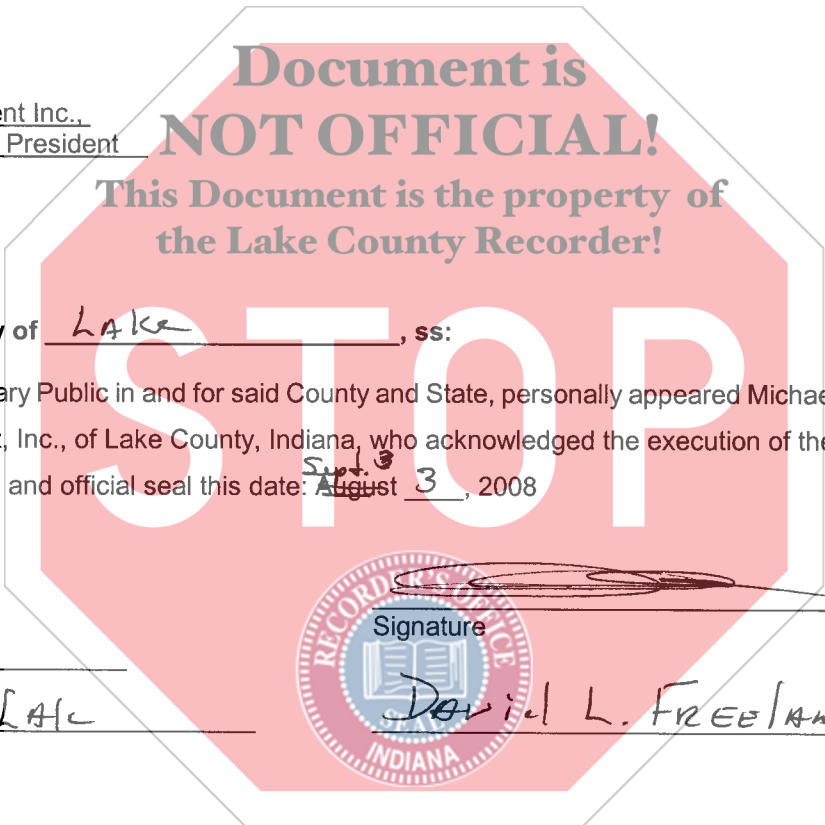 Document is
ent Inc.,
NOT OFFICIAL!
President
This Document is the property of
the Lake County Recorder!
y of Lake, ss:
STOP
ary Public in and for said County and State, personally appeared Michae
t, Inc., of Lake County, Indiana, who acknowledged the execution of the
Sept. 3
and official seal this date: August 3, 2008
RECORDER'S OFFICE
Signature
SEAL
David L. FREElan
INDIANA